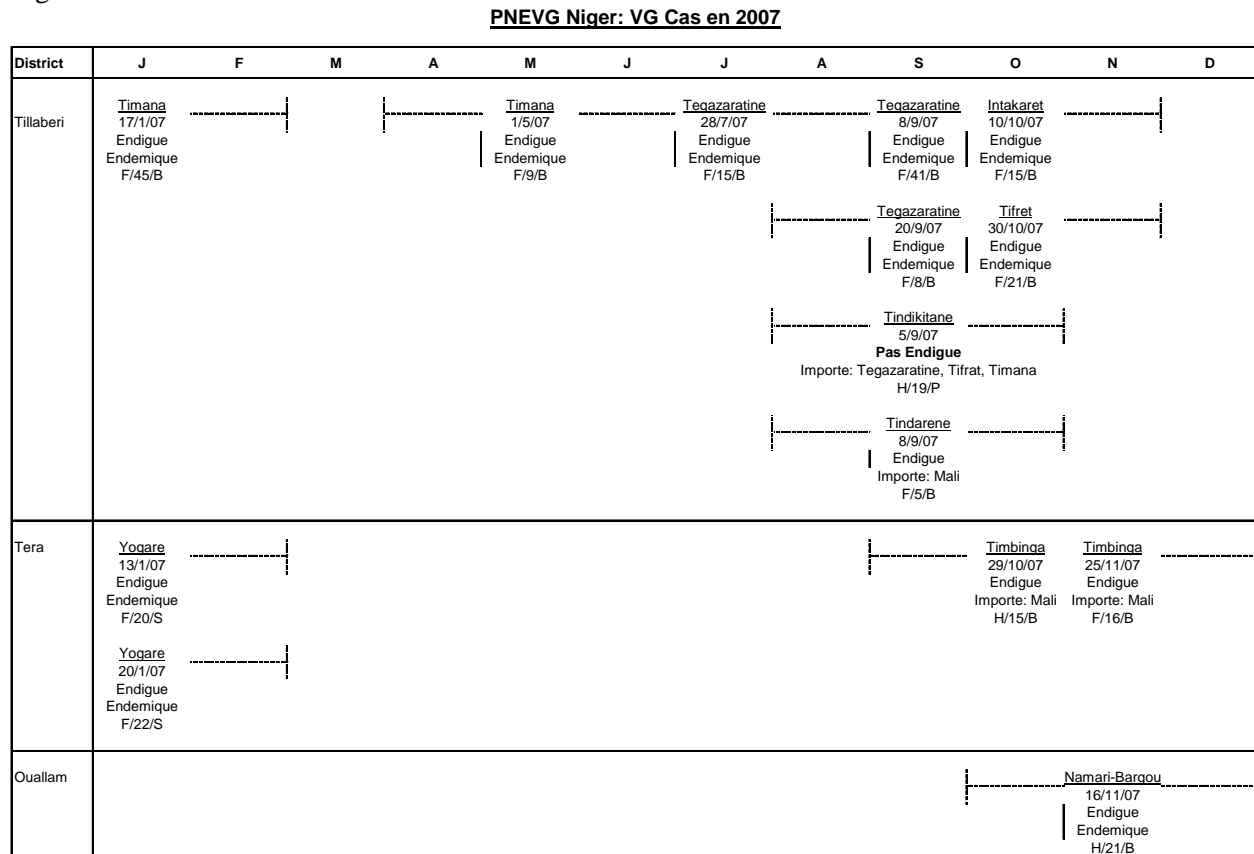 PNEVG Niger: VG Cas en 2007
District J F M A M J J A S O N D
Tillaberi
Timana
17/1/07
Endigue
Endemique
F/45/B
Timana
1/5/07
Endigue
Endemique
F/9/B
Tegazaratine
28/7/07
Endigue
Endemique
F/15/B
Tegazaratine
8/9/07
Endigue
Endemique
F/41/B
Intakaret
10/10/07
Endigue
Endemique
F/15/B
Tegazaratine
20/9/07
Endigue
Endemique
F/8/B
Tifret
30/10/07
Endigue
Endemique
F/21/B
Tindikitane
5/9/07
Pas Endigue
Importe: Tegazaratine, Tifrat, Timana
H/19/P
Tindarene
8/9/07
Endigue
Importe: Mali
F/5/B
Tera
Yogare
13/1/07
Endigue
Endemique
F/20/S
Timbinga
29/10/07
Endigue
Importe: Mali
H/15/B
Timbinga
25/11/07
Endigue
Importe: Mali
F/16/B
Yogare
20/1/07
Endigue
Endemique
F/22/S
Ouallam
Namari-Bargou
16/11/07
Endigue
Endemique
H/21/B